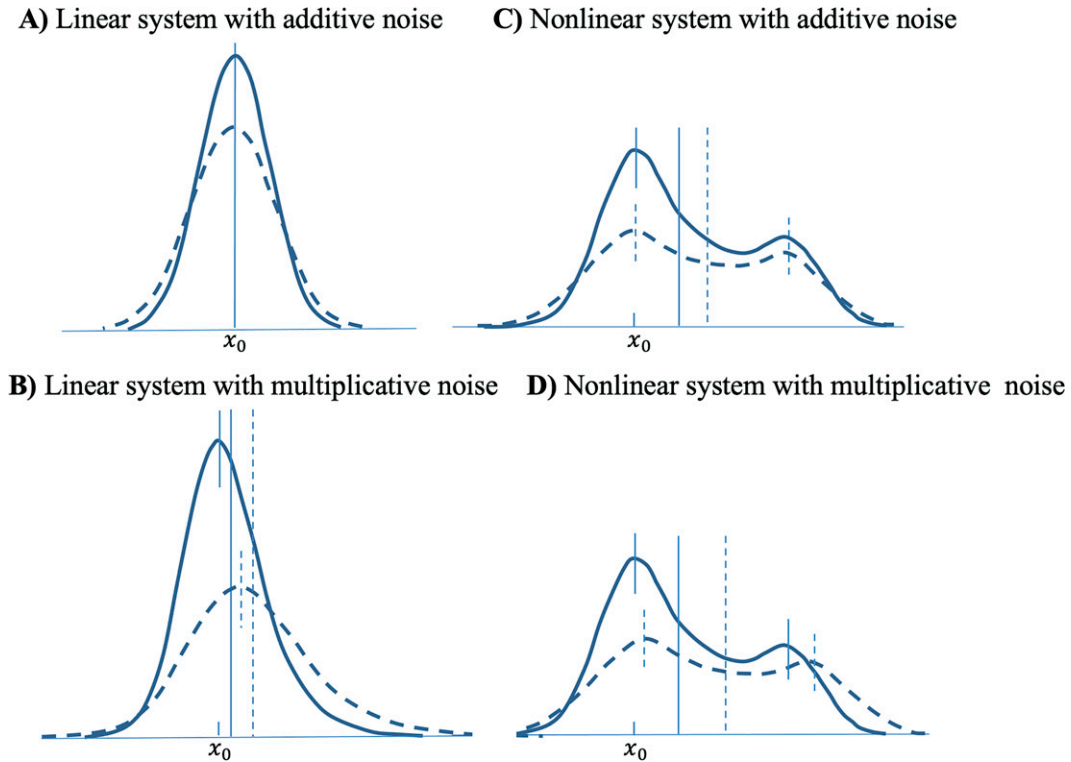 A) Linear system with additive noise
x₀
B) Linear system with multiplicative noise
x₀
C) Nonlinear system with additive noise
x₀
D) Nonlinear system with multiplicative noise
x₀